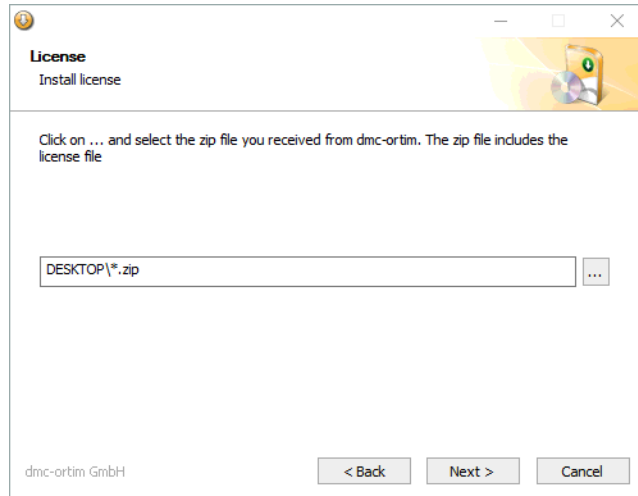 License
Install license
Click on ... and select the zip file you received from dmc-ortim. The zip file includes the
license file
DESKTOP\*.zip
...
dmc-ortim GmbH
< Back
Next >
Cancel